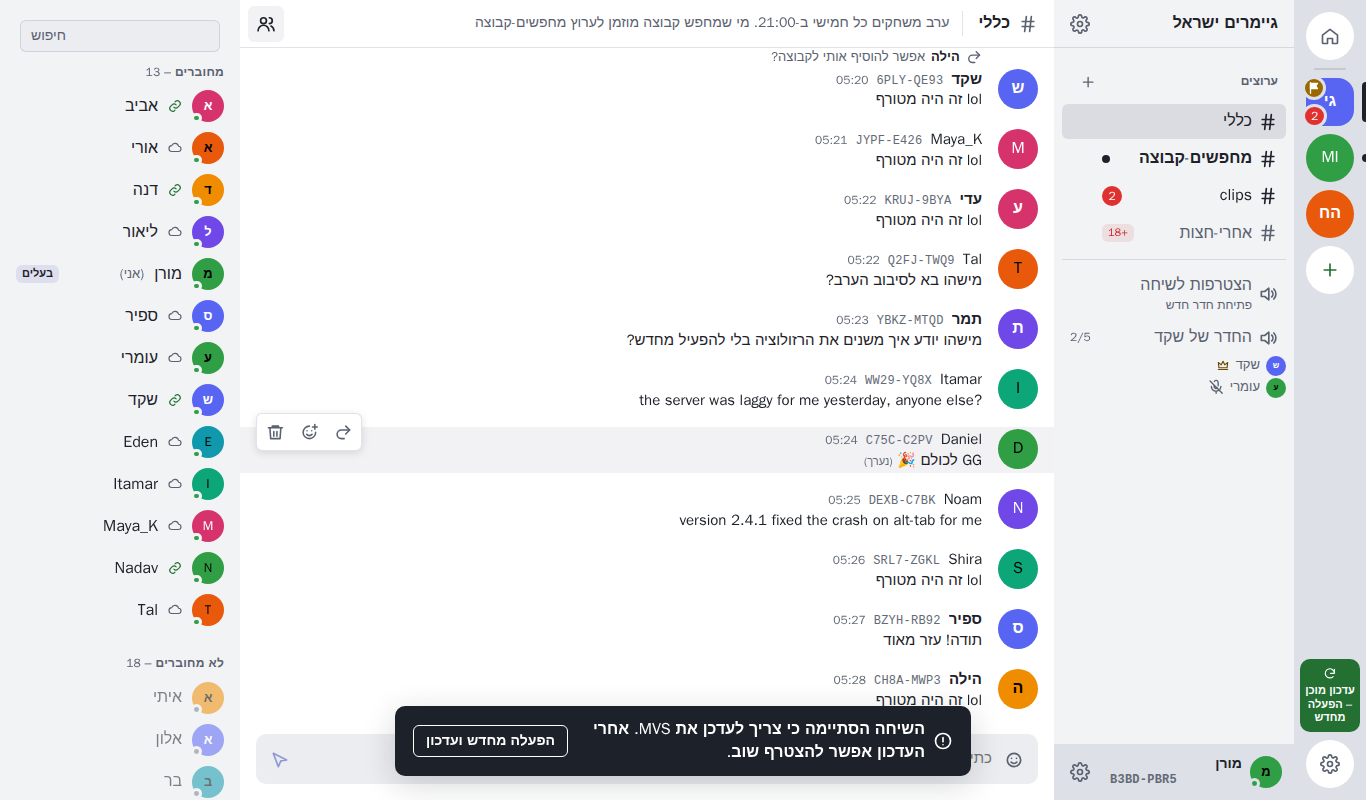 גי
2
MI
הח
עדכון מוכן
– הפעלה
מחדש
גיימרים ישראל
ערוצים
כללי
מחפשים-קבוצה
clips
2
אחרי-חצות
18+
הצטרפות לשיחה
פתיחת חדר חדש
החדר של שקד
2/5
ש
שקד
ע
עומרי
מ
מורן
B3BD-PBR5
כללי
ערב משחקים כל חמישי ב-21:00. מי שמחפש קבוצה מוזמן לערוץ מחפשים-קבוצה
הילה אפשר להוסיף אותי לקבוצה?
ש
שקד 6PLY-QE93 05:20
lol זה היה מטורף
M
Maya_K JYPF-E426 05:21
lol זה היה מטורף
ע
עדי KRUJ-9BYA 05:22
lol זה היה מטורף
T
Tal Q2FJ-TWQ9 05:22
מישהו בא לסיבוב הערב?
ת
תמר YBKZ-MTQD 05:23
מישהו יודע איך משנים את הרזולוציה בלי להפעיל מחדש?
I
Itamar WW29-YQ8X 05:24
the server was laggy for me yesterday, anyone else?
D
Daniel C75C-C2PV 05:24
GG לכולם 🎉 (נערך)
N
Noam DEXB-C7BK 05:25
version 2.4.1 fixed the crash on alt-tab for me
S
Shira SRL7-ZGKL 05:26
lol זה היה מטורף
ס
ספיר BZYH-RB92 05:27
תודה! עזר מאוד
ה
הילה CH8A-MWP3 05:28
lol זה היה מטורף
השיחה הסתיימה כי צריך לעדכן את MVS. אחרי
העדכון אפשר להצטרף שוב.
הפעלה מחדש ועדכון
חיפוש
מחוברים – 13
א
אביב
א
אורי
ד
דנה
ל
ליאור
מ
מורן (אני) בעלים
ס
ספיר
ע
עומרי
ש
שקד
E
Eden
I
Itamar
M
Maya_K
N
Nadav
T
Tal
לא מחוברים – 18
א
איתי
א
אלון
ב
בר